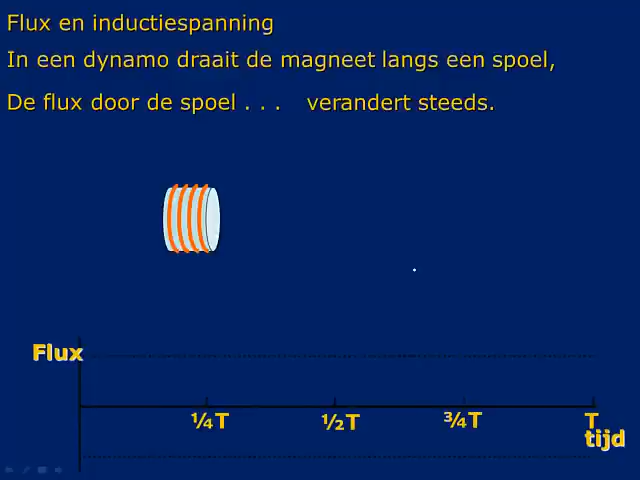 Flux en inductiespanning
In een dynamo draait de magneet langs een spoel,
De flux door de spoel . . . verandert steeds.
Flux
¼T ½T ¾T T
tijd